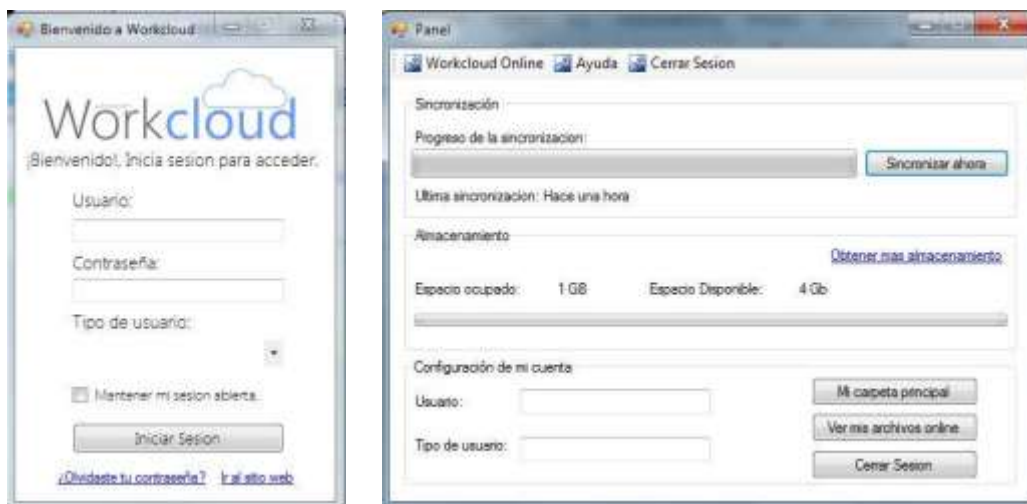 Bienvenido a Workcloud
Workcloud
¡Bienvenido!, Inicia sesion para acceder.
Usuario:
Contraseña:
Tipo de usuario:
Mantener mi sesion abierta.
Iniciar Sesion
¿Olvidaste tu contraseña? Ir al sitio web
Panel
Workcloud Online Ayuda Cerrar Sesion
Sincronización
Progreso de la sincronizacion:
Sincronizar ahora
Ultima sincronizacion: Hace una hora
Almacenamiento
Obtener mas almacenamiento
Espacio ocupado: 1 GB Espacio Disponible: 4 Gb
Configuración de mi cuenta
Usuario:
Tipo de usuario:
Mi carpeta principal
Ver mis archivos online
Cerrar Sesion